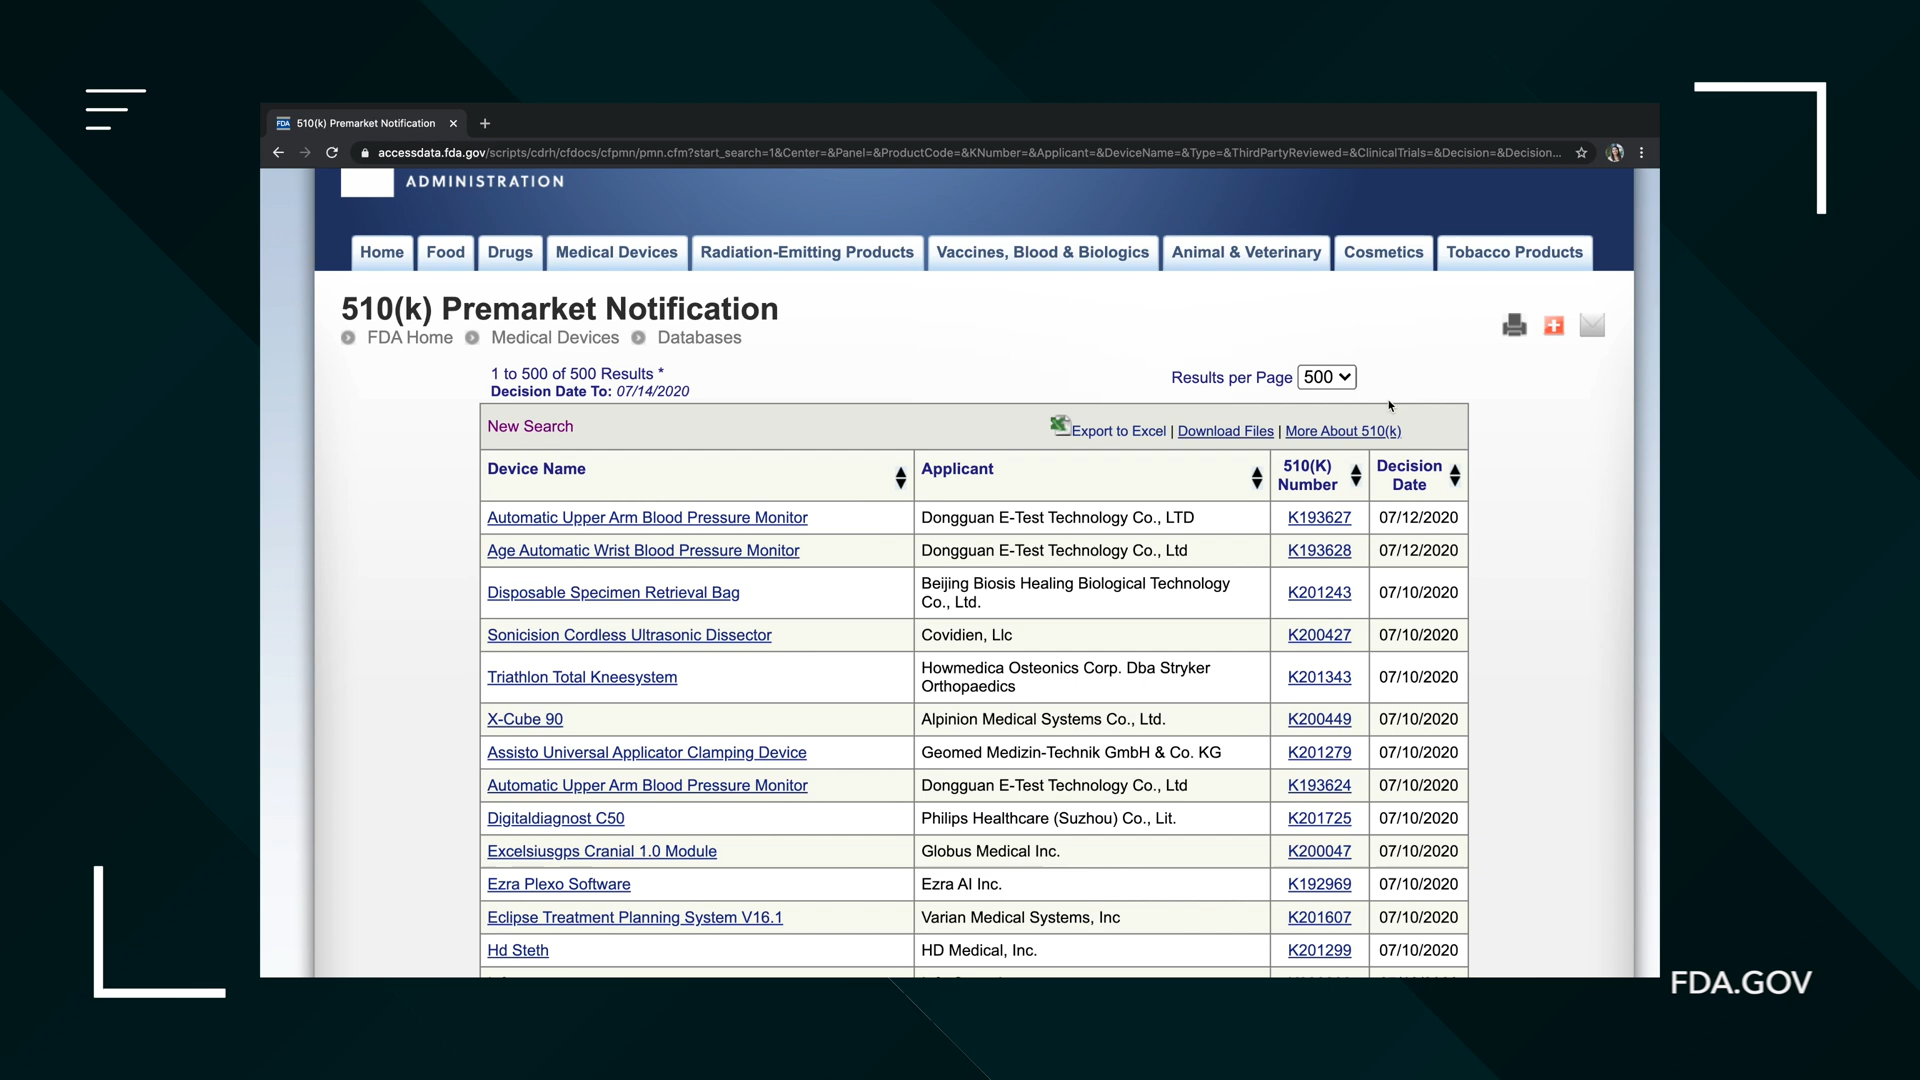 510(k) Premarket Notification
accessdata.fda.gov/scripts/cdrh/cfdocs/cfpmn/pmn.cfm?start_search=1&Center=&Panel=&ProductCode=&KNumber=&Applicant=&DeviceName=&Type=&ThirdPartyReviewed=&ClinicalTrials=&Decision=&Decision...
ADMINISTRATION
Home Food Drugs Medical Devices Radiation-Emitting Products Vaccines, Blood & Biologics Animal & Veterinary Cosmetics Tobacco Products
510(k) Premarket Notification
FDA Home Medical Devices Databases
1 to 500 of 500 Results *
Decision Date To: 07/14/2020
Results per Page 500
New Search Export to Excel | Download Files | More About 510(k)
Device Name Applicant 510(K) Number Decision Date
Automatic Upper Arm Blood Pressure Monitor Dongguan E-Test Technology Co., LTD K193627 07/12/2020
Age Automatic Wrist Blood Pressure Monitor Dongguan E-Test Technology Co., Ltd K193628 07/12/2020
Disposable Specimen Retrieval Bag Beijing Biosis Healing Biological Technology Co., Ltd. K201243 07/10/2020
Sonicision Cordless Ultrasonic Dissector Covidien, Llc K200427 07/10/2020
Triathlon Total Kneesystem Howmedica Osteonics Corp. Dba Stryker Orthopaedics K201343 07/10/2020
X-Cube 90 Alpinion Medical Systems Co., Ltd. K200449 07/10/2020
Assisto Universal Applicator Clamping Device Geomed Medizin-Technik GmbH & Co. KG K201279 07/10/2020
Automatic Upper Arm Blood Pressure Monitor Dongguan E-Test Technology Co., Ltd K193624 07/10/2020
Digitaldiagnost C50 Philips Healthcare (Suzhou) Co., Lit. K201725 07/10/2020
Excelsiusgps Cranial 1.0 Module Globus Medical Inc. K200047 07/10/2020
Ezra Plexo Software Ezra AI Inc. K192969 07/10/2020
Eclipse Treatment Planning System V16.1 Varian Medical Systems, Inc K201607 07/10/2020
Hd Steth HD Medical, Inc. K201299 07/10/2020
FDA.GOV